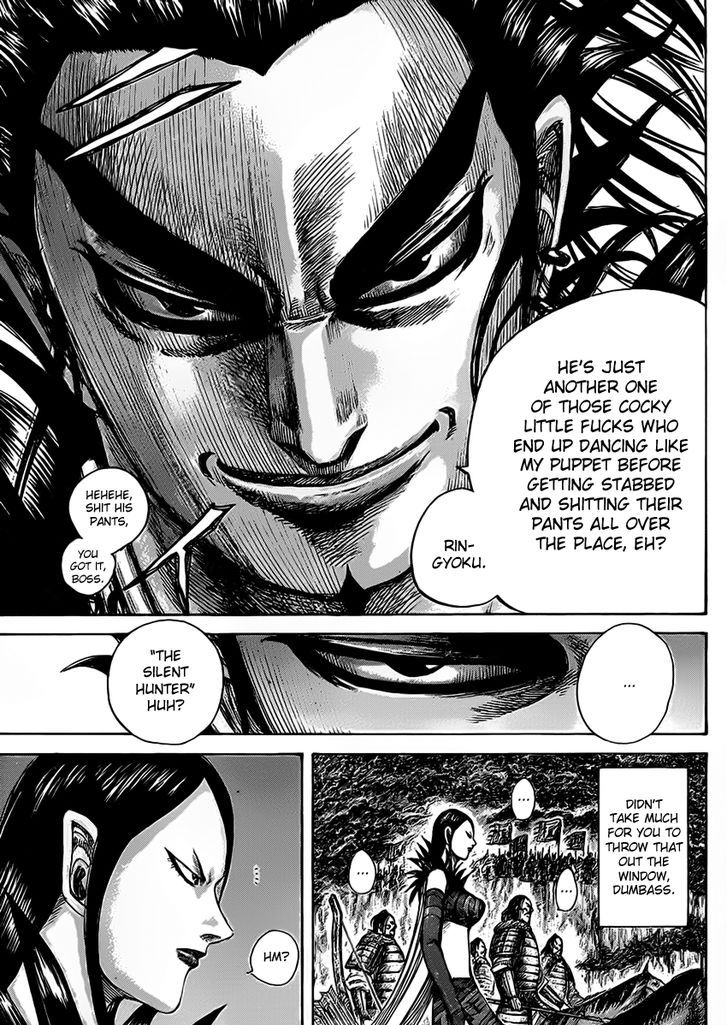 HE'S JUST
ANOTHER ONE
OF THOSE COCKY
LITTLE FUCKS WHO
END UP DANCING LIKE
MY PUPPET BEFORE
GETTING STABBED
AND SHITTING THEIR
PANTS ALL OVER
THE PLACE, EH?
RIN-
GYOKU.
HEHEHE,
SHIT HIS
PANTS,
YOU
GOT IT,
BOSS.
...
"THE
SILENT
HUNTER"
HUH?
DIDN'T
TAKE MUCH
FOR YOU TO
THROW THAT
OUT THE
WINDOW,
DUMBASS.
...
...
...
HM?